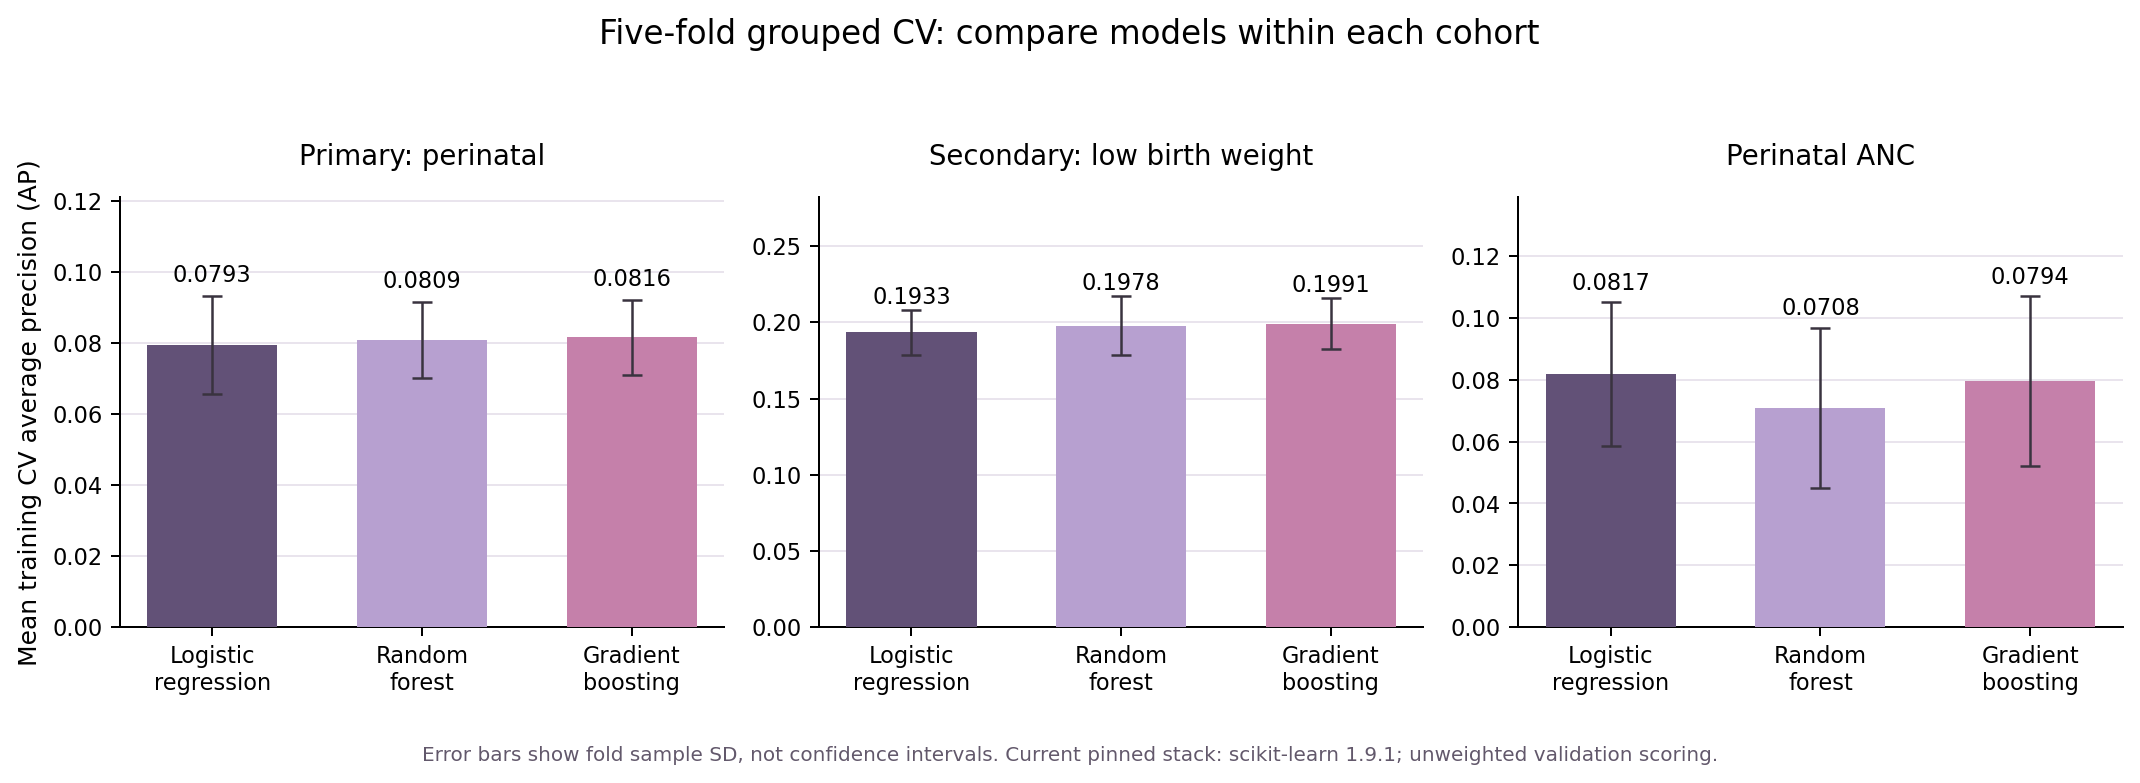 Five-fold grouped CV: compare models within each cohort
Mean training CV average precision (AP)
Primary: perinatal
0.12
0.10
0.08
0.06
0.04
0.02
0.00
0.0793
0.0809
0.0816
Logistic
regression
Random
forest
Gradient
boosting
Secondary: low birth weight
0.25
0.20
0.15
0.10
0.05
0.00
0.1933
0.1978
0.1991
Logistic
regression
Random
forest
Gradient
boosting
Perinatal ANC
0.12
0.10
0.08
0.06
0.04
0.02
0.00
0.0817
0.0708
0.0794
Logistic
regression
Random
forest
Gradient
boosting
Error bars show fold sample SD, not confidence intervals. Current pinned stack: scikit-learn 1.9.1; unweighted validation scoring.